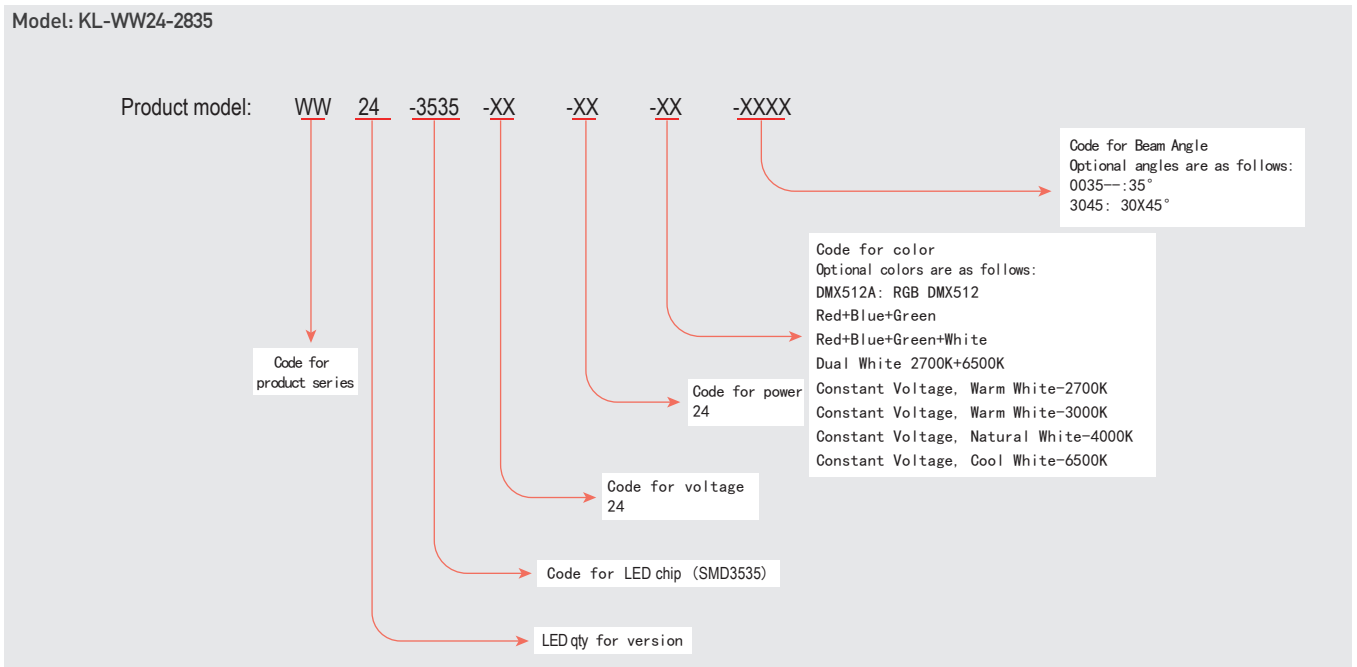 Model: KL-WW24-2835
Product model: WW 24 -3535 -XX -XX -XX -XXXX
Code for Beam Angle
Optional angles are as follows:
0035--:35°
3045: 30X45°
Code for color
Optional colors are as follows:
DMX512A: RGB DMX512
Red+Blue+Green
Red+Blue+Green+White
Dual White 2700K+6500K
Constant Voltage, Warm White-2700K
Constant Voltage, Warm White-3000K
Constant Voltage, Natural White-4000K
Constant Voltage, Cool White-6500K
Code for
product series
Code for power
24
Code for voltage
24
Code for LED chip (SMD3535)
LED qty for version